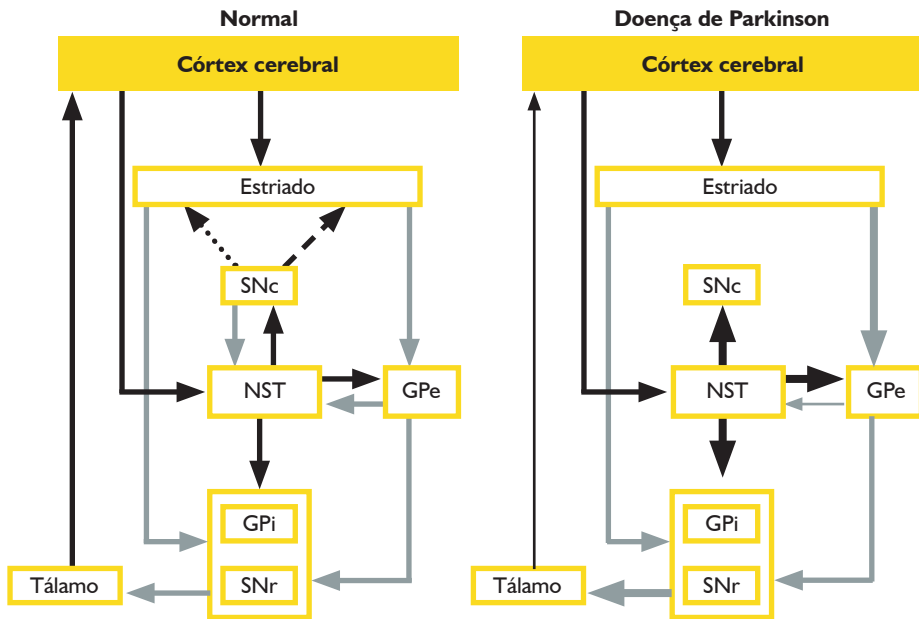 Normal
Córtex cerebral
Estriado
SNc
NST
GPe
GPi
SNr
Tálamo
Doença de Parkinson
Córtex cerebral
Estriado
SNc
NST
GPe
GPi
SNr
Tálamo